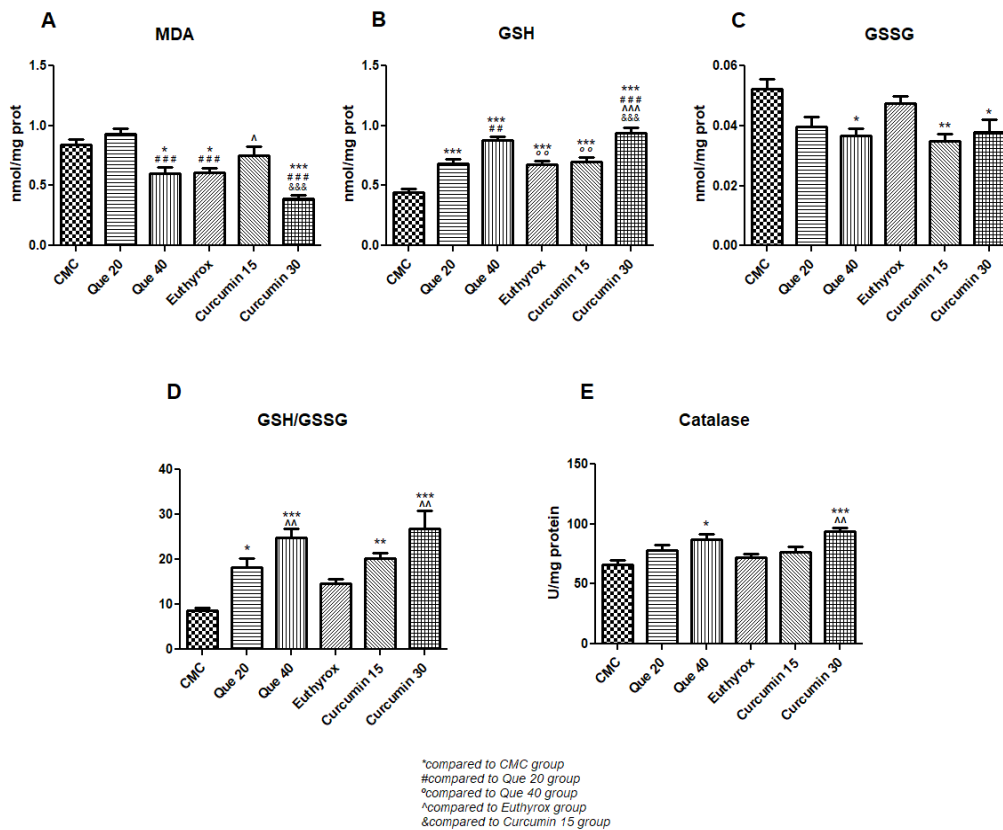 A
MDA
nmol/mg prot
1.5
1.0
0.5
0.0
*
###
*
###
^
***
###
&&&
CMC
Que 20
Que 40
Euthyrox
Curcumin 15
Curcumin 30
B
GSH
nmol/mg prot
1.5
1.0
0.5
0.0
***
***
##
***
°°
***
°°
***
###
^^^
&&&
CMC
Que 20
Que 40
Euthyrox
Curcumin 15
Curcumin 30
C
GSSG
nmol/mg prot
0.06
0.04
0.02
0.00
*
**
*
CMC
Que 20
Que 40
Euthyrox
Curcumin 15
Curcumin 30
D
GSH/GSSG
40
30
20
10
0
*
***
^^
**
***
^^
CMC
Que 20
Que 40
Euthyrox
Curcumin 15
Curcumin 30
E
Catalase
U/mg protein
150
100
50
0
*
***
^^
CMC
Que 20
Que 40
Euthyrox
Curcumin 15
Curcumin 30
*compared to CMC group
#compared to Que 20 group
ºcompared to Que 40 group
^compared to Euthyrox group
&compared to Curcumin 15 group